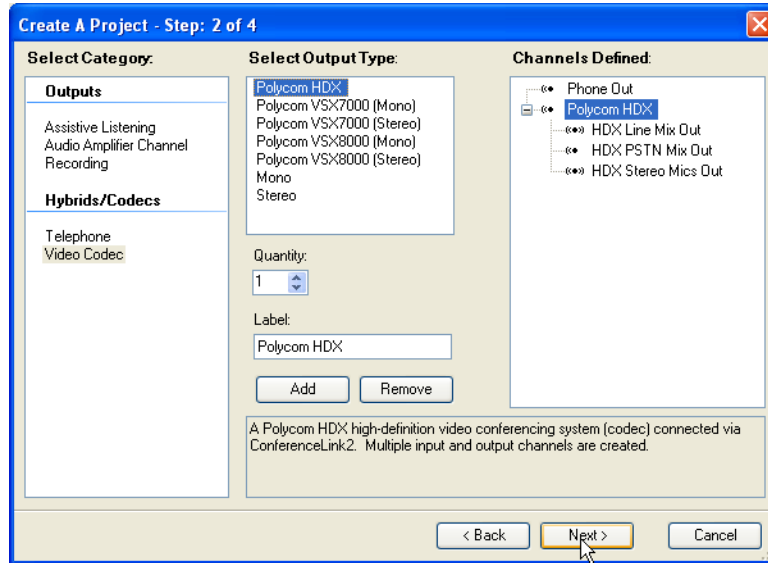 Create A Project - Step: 2 of 4
Select Category:
Outputs
Assistive Listening
Audio Amplifier Channel
Recording
Hybrids/Codecs
Telephone
Video Codec
Select Output Type:
Polycom HDX
Polycom VSX7000 (Mono)
Polycom VSX7000 (Stereo)
Polycom VSX8000 (Mono)
Polycom VSX8000 (Stereo)
Mono
Stereo
Quantity:
1
Label:
Polycom HDX
Add
Remove
Channels Defined:
Phone Out
Polycom HDX
HDX Line Mix Out
HDX PSTN Mix Out
HDX Stereo Mics Out
A Polycom HDX high-definition video conferencing system (codec) connected via
ConferenceLink2. Multiple input and output channels are created.
< Back
Next >
Cancel